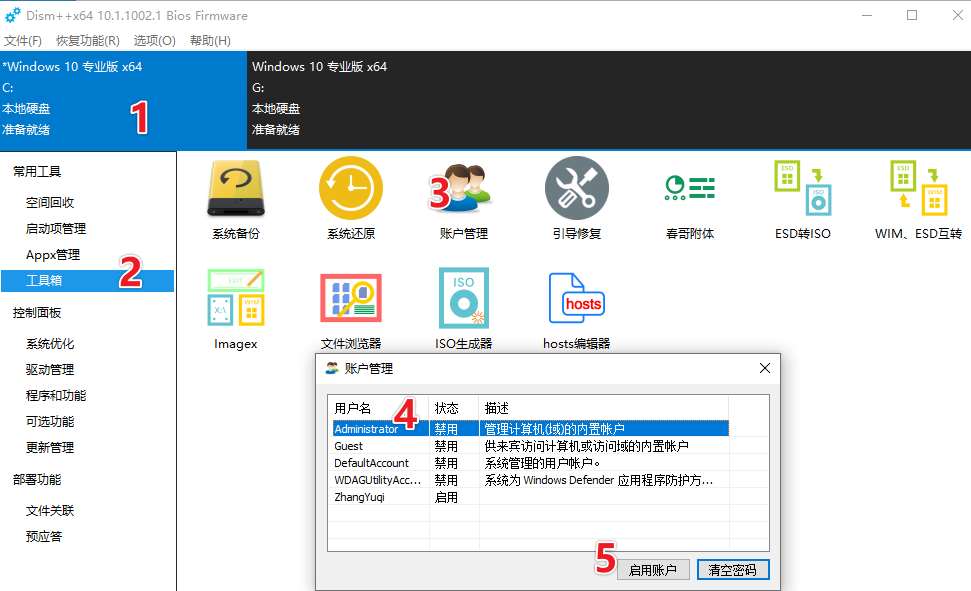 Dism++x64 10.1.1002.1 Bios Firmware
文件(F) 恢复功能(R) 选项(O) 帮助(H)
*Windows 10 专业版 x64
C:
本地硬盘
准备就绪
1
Windows 10 专业版 x64
G:
本地硬盘
准备就绪
常用工具
空间回收
启动项管理
Appx管理
工具箱
2
控制面板
系统优化
驱动管理
程序和功能
可选功能
更新管理
部署功能
文件关联
预应答
3
ESD
ISO
ESD
WIM
系统备份 系统还原 账户管理 引导修复 春哥附体 ESD转ISO WIM、ESD互转
EDIT
X:\
WIM
ISO
hosts
Imagex 文件浏览器 ISO生成器 hosts编辑器
账户管理
用户名 状态 描述
4
Administrator 禁用 管理计算机(域)的内置帐户
Guest 禁用 供来宾访问计算机或访问域的内置帐户
DefaultAccount 禁用 系统管理的用户帐户。
WDAGUtilityAcc... 禁用 系统为 Windows Defender 应用程序防护方...
ZhangYuqi 启用
5
启用账户 清空密码